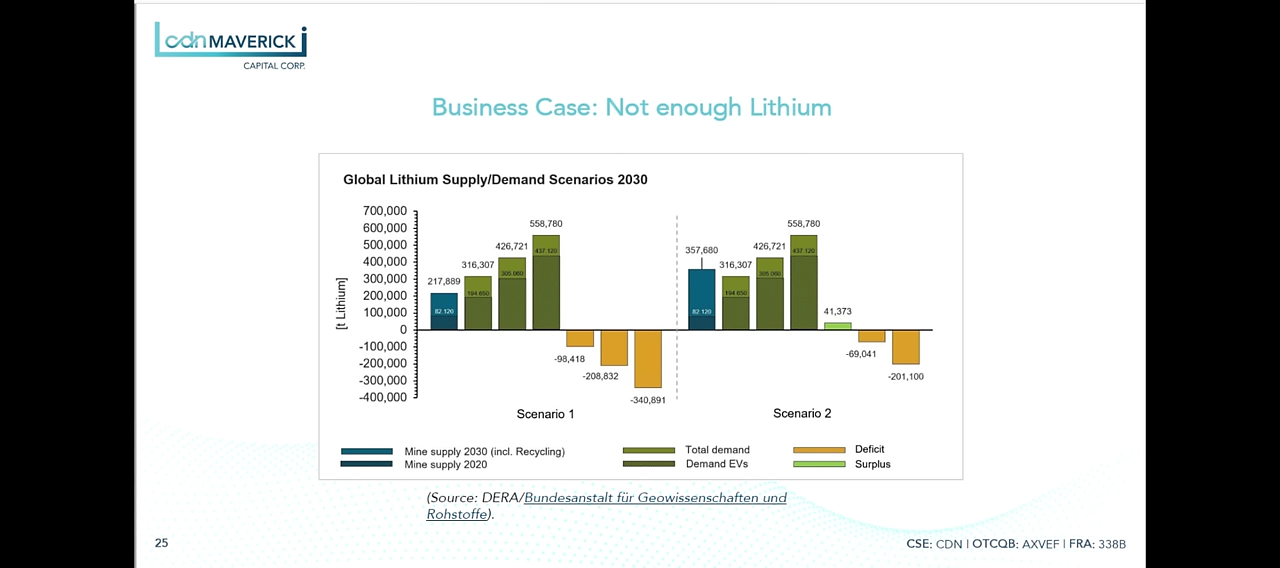 cdn MAVERICK
CAPITAL CORP.
Business Case: Not enough Lithium
Global Lithium Supply/Demand Scenarios 2030
[t Lithium]
700,000
600,000
500,000
400,000
300,000
200,000
100,000
0
-100,000
-200,000
-300,000
-400,000
217,889
82.120
316,307
194.650
426,721
305.060
558,780
437.120
-98,418
-208,832
-340,891
Scenario 1
357,680
82.120
316,307
194.650
426,721
305.060
558,780
437.120
41,373
-69,041
-201,100
Scenario 2
Mine supply 2030 (incl. Recycling)
Mine supply 2020
Total demand
Demand EVs
Deficit
Surplus
(Source: DERA/Bundesanstalt für Geowissenschaften und
Rohstoffe).
25
CSE: CDN | OTCQB: AXVEF | FRA: 338B